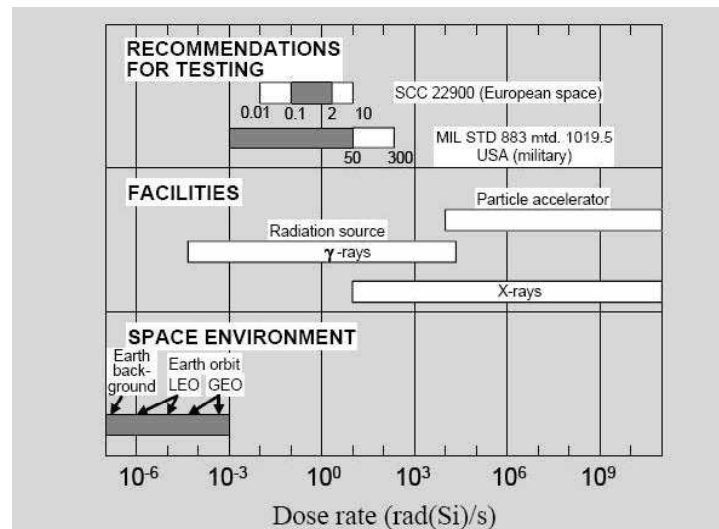 RECOMMENDATIONS
FOR TESTING
SCC 22900 (European space)
0.01 0.1 2 10
MIL STD 883 mtd. 1019.5
USA (military)
50 300
FACILITIES
Particle accelerator
Radiation source
γ-rays
X-rays
SPACE ENVIRONMENT
Earth
back-
ground
Earth orbit
LEO GEO
10⁻⁶ 10⁻³ 10⁰ 10³ 10⁶ 10⁹
Dose rate (rad(Si)/s)